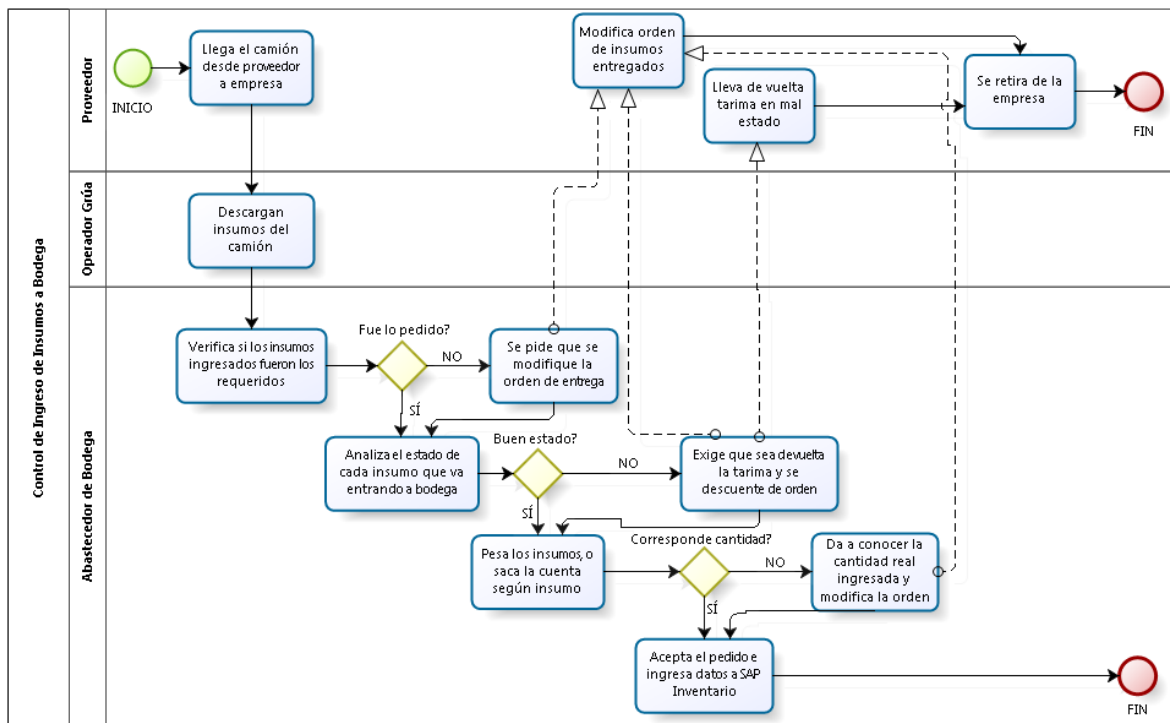 Control de Ingreso de Insumos a Bodega
Proveedor
INICIO
Llega el camión
desde proveedor
a empresa
Modifica orden
de insumos
entregados
Lleva de vuelta
tarima en mal
estado
Se retira de la
empresa
FIN
Operador Grúa
Descargan
insumos del
camión
Abastecedor de Bodega
Verifica si los insumos
ingresados fueron los
requeridos
Fue lo pedido?
NO
SÍ
Se pide que se
modifique la
orden de entrega
Analiza el estado de
cada insumo que va
entrando a bodega
Buen estado?
NO
SÍ
Exige que sea devuelta
la tarima y se
descuente de orden
Pesa los insumos, o
saca la cuenta
según insumo
Corresponde cantidad?
NO
SÍ
Da a conocer la
cantidad real
ingresada y
modifica la orden
Acepta el pedido e
ingresa datos a SAP
Inventario
FIN